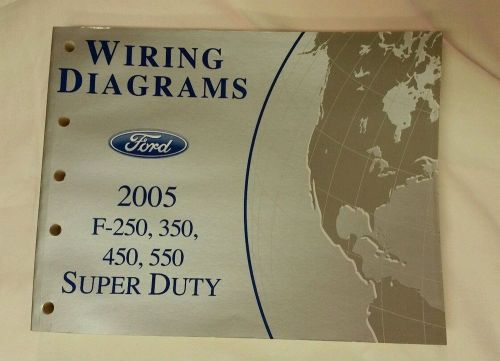 WIRING
DIAGRAMS
Ford
2005
F-250, 350,
450, 550
SUPER DUTY